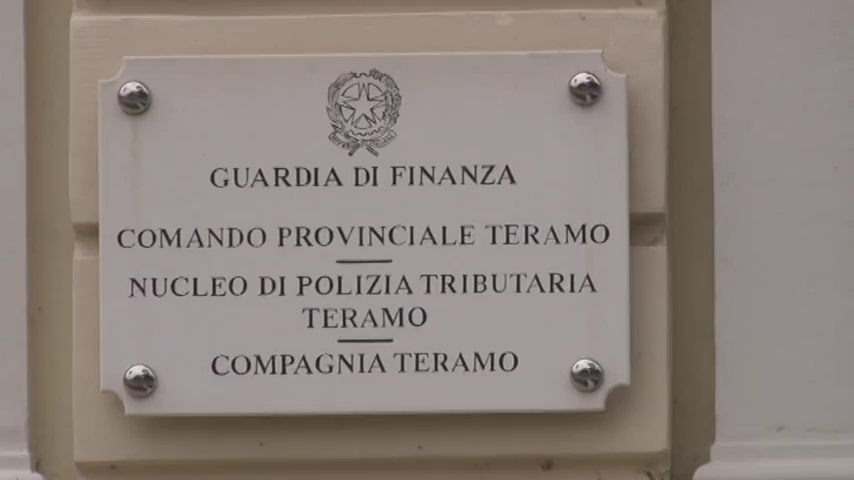 GUARDIA DI FINANZA
COMANDO PROVINCIALE TERAMO
NUCLEO DI POLIZIA TRIBUTARIA
TERAMO
COMPAGNIA TERAMO